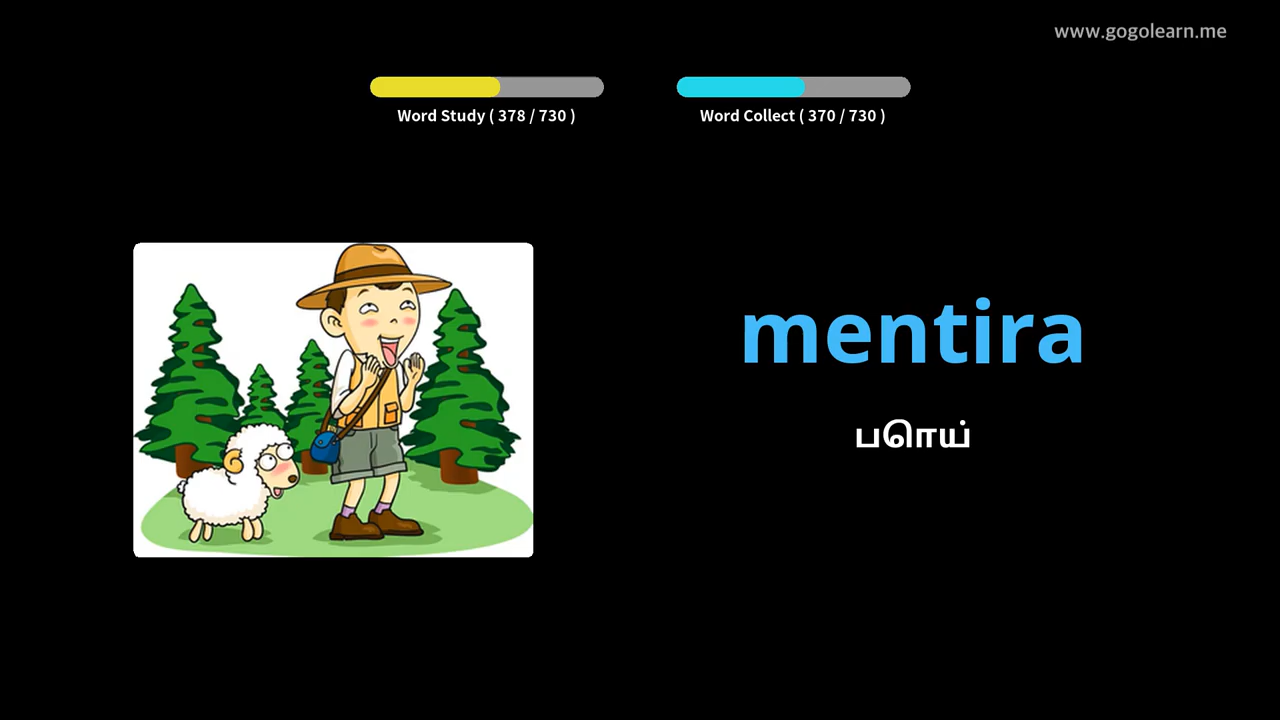 www.gogolearn.me
Word Study ( 378 / 730 )
Word Collect ( 370 / 730 )
mentira
பொய்